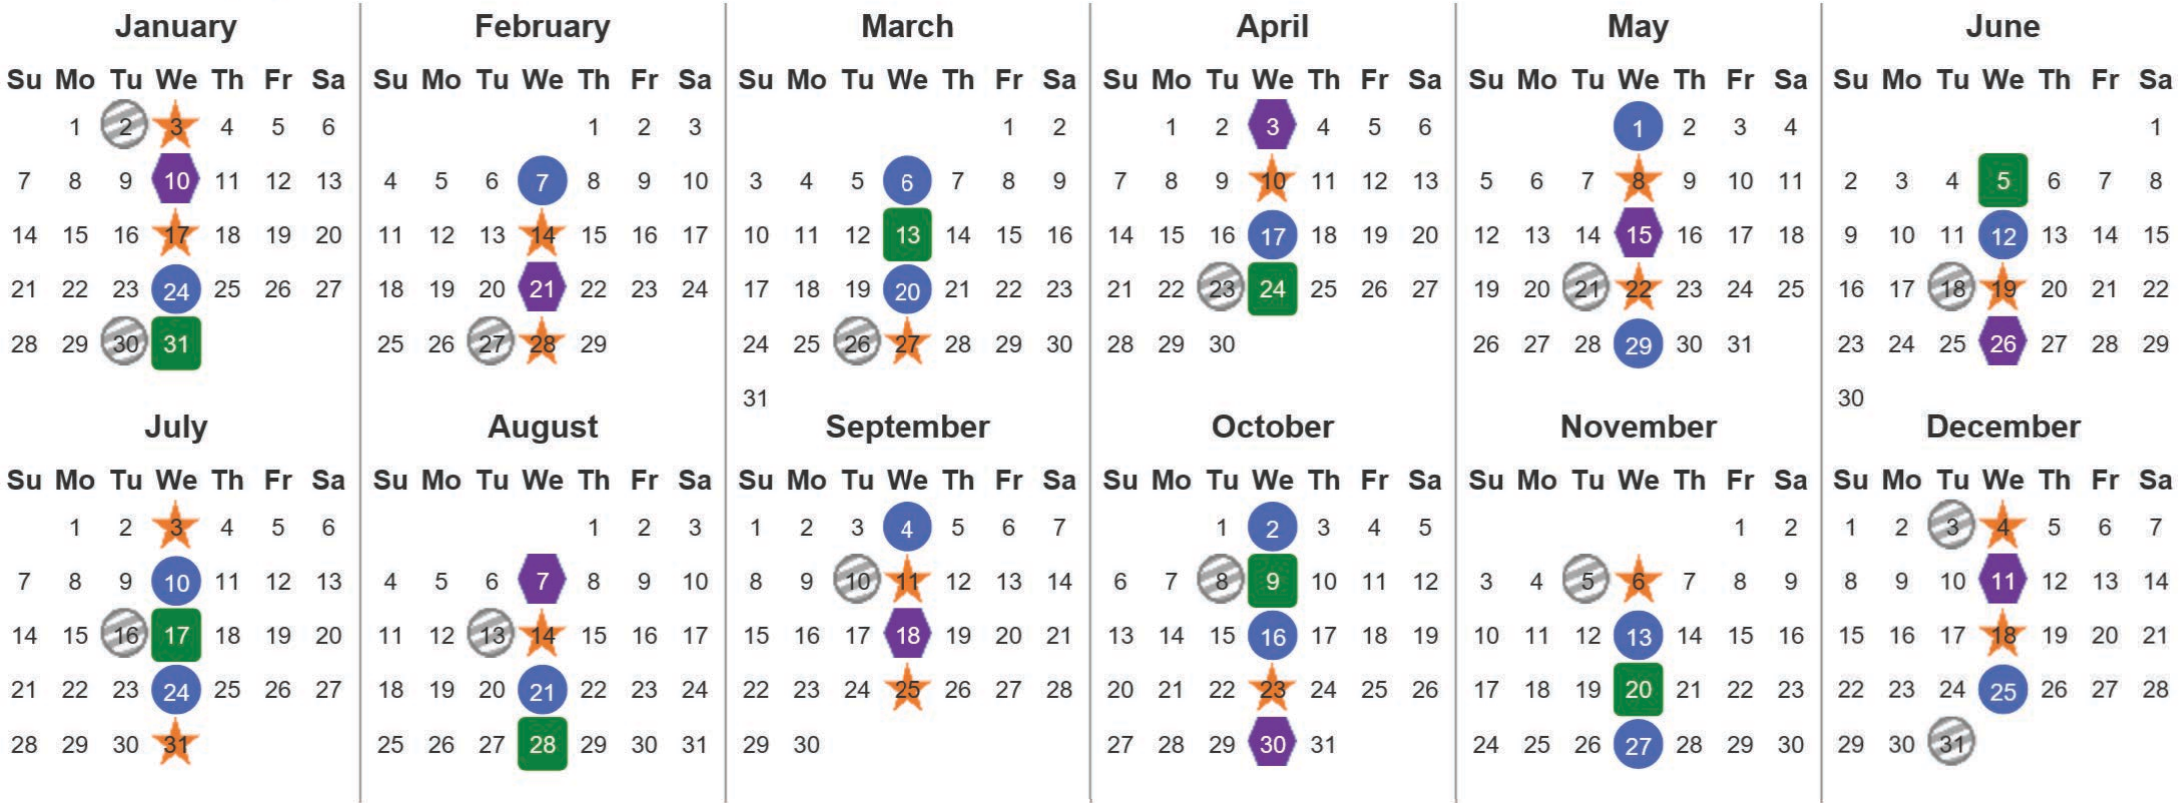 January February March April May June
Su Mo Tu We Th Fr Sa Su Mo Tu We Th Fr Sa Su Mo Tu We Th Fr Sa Su Mo Tu We Th Fr Sa Su Mo Tu We Th Fr Sa Su Mo Tu We Th Fr Sa
1 2 3 4 5 6 1 2 3 1 2 1 2 3 4 5 6 1 2 3 4 1
7 8 9 10 11 12 13 4 5 6 7 8 9 10 3 4 5 6 7 8 9 7 8 9 10 11 12 13 5 6 7 8 9 10 11 2 3 4 5 6 7 8
14 15 16 17 18 19 20 11 12 13 14 15 16 17 10 11 12 13 14 15 16 14 15 16 17 18 19 20 12 13 14 15 16 17 18 9 10 11 12 13 14 15
21 22 23 24 25 26 27 18 19 20 21 22 23 24 17 18 19 20 21 22 23 21 22 23 24 25 26 27 19 20 21 22 23 24 25 16 17 18 19 20 21 22
28 29 30 31 25 26 27 28 29 24 25 26 27 28 29 30 28 29 30 26 27 28 29 30 31 23 24 25 26 27 28 29
31 30
July August September October November December
Su Mo Tu We Th Fr Sa Su Mo Tu We Th Fr Sa Su Mo Tu We Th Fr Sa Su Mo Tu We Th Fr Sa Su Mo Tu We Th Fr Sa Su Mo Tu We Th Fr Sa
1 2 3 4 5 6 1 2 3 1 2 3 4 5 6 7 1 2 3 4 5 1 2 1 2 3 4 5 6 7
7 8 9 10 11 12 13 4 5 6 7 8 9 10 8 9 10 11 12 13 14 6 7 8 9 10 11 12 3 4 5 6 7 8 9 8 9 10 11 12 13 14
14 15 16 17 18 19 20 11 12 13 14 15 16 17 15 16 17 18 19 20 21 13 14 15 16 17 18 19 10 11 12 13 14 15 16 15 16 17 18 19 20 21
21 22 23 24 25 26 27 18 19 20 21 22 23 24 22 23 24 25 26 27 28 20 21 22 23 24 25 26 17 18 19 20 21 22 23 22 23 24 25 26 27 28
28 29 30 31 25 26 27 28 29 30 31 29 30 27 28 29 30 31 24 25 26 27 28 29 30 29 30 31